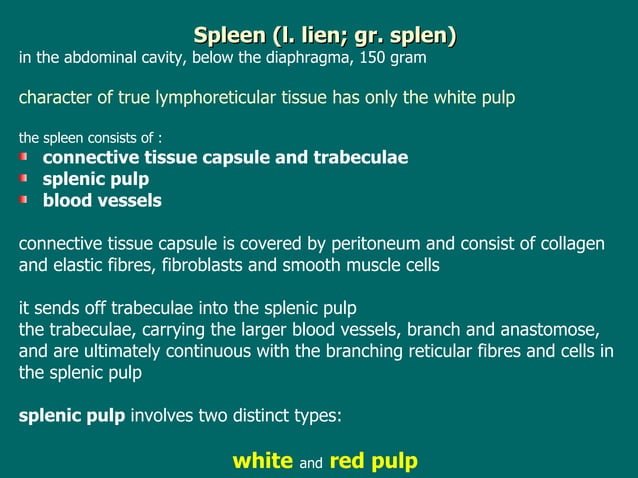 Spleen (l. lien; gr. splen)
in the abdominal cavity, below the diaphragma, 150 gram
character of true lymphoreticular tissue has only the white pulp
the spleen consists of :
connective tissue capsule and trabeculae
splenic pulp
blood vessels
connective tissue capsule is covered by peritoneum and consist of collagen
and elastic fibres, fibroblasts and smooth muscle cells
it sends off trabeculae into the splenic pulp
the trabeculae, carrying the larger blood vessels, branch and anastomose,
and are ultimately continuous with the branching reticular fibres and cells in
the splenic pulp
splenic pulp involves two distinct types:
white and red pulp